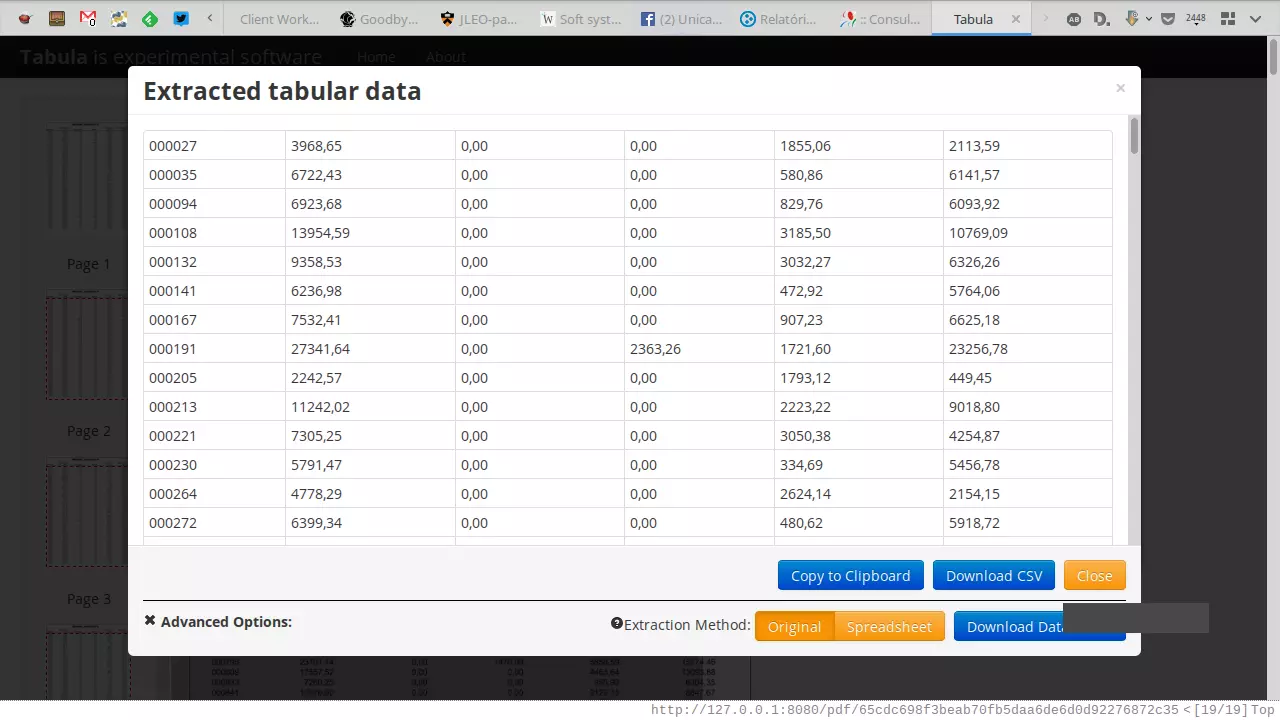 Client Work...
Goodby...
JLEO-pa...
Soft syst...
(2) Unica...
Relatóri...
:: Consul...
Tabula
2448
Tabula is experimental software Home About
Extracted tabular data
000027 3968,65 0,00 0,00 1855,06 2113,59
000035 6722,43 0,00 0,00 580,86 6141,57
000094 6923,68 0,00 0,00 829,76 6093,92
000108 13954,59 0,00 0,00 3185,50 10769,09
000132 9358,53 0,00 0,00 3032,27 6326,26
000141 6236,98 0,00 0,00 472,92 5764,06
000167 7532,41 0,00 0,00 907,23 6625,18
000191 27341,64 0,00 2363,26 1721,60 23256,78
000205 2242,57 0,00 0,00 1793,12 449,45
000213 11242,02 0,00 0,00 2223,22 9018,80
000221 7305,25 0,00 0,00 3050,38 4254,87
000230 5791,47 0,00 0,00 334,69 5456,78
000264 4778,29 0,00 0,00 2624,14 2154,15
000272 6399,34 0,00 0,00 480,62 5918,72
Page 1
Page 2
Page 3
Copy to Clipboard Download CSV Close
Advanced Options: Extraction Method: Original Spreadsheet Download Data
http://127.0.0.1:8080/pdf/65cdc698f3beab70fb5daa6de6d0d92276872c35 <[19/19] Top